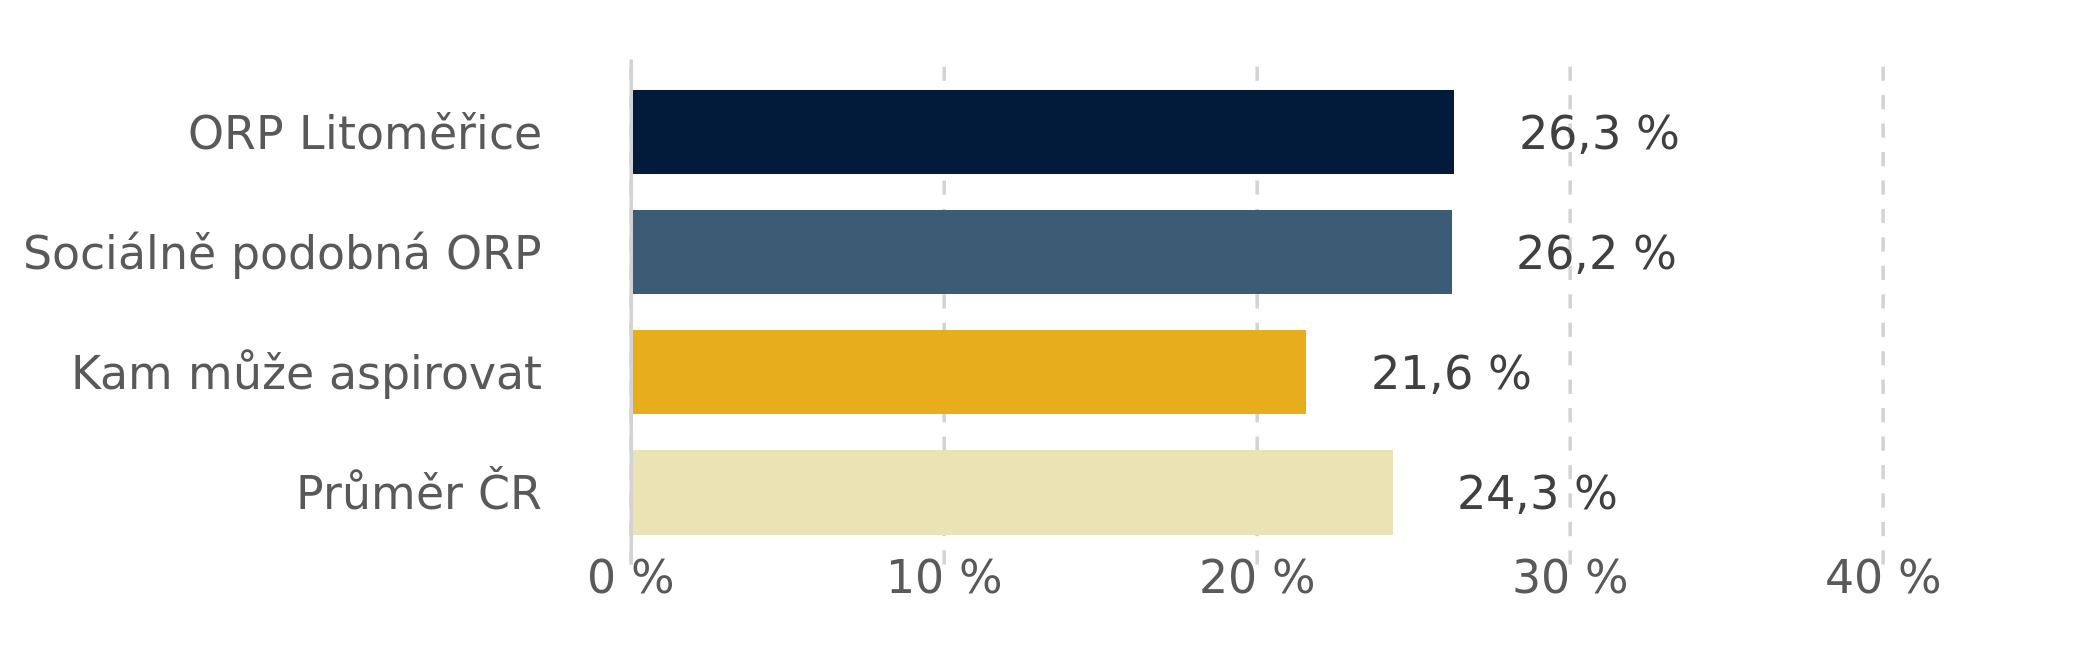 ORP Litoměřice 26,3 %
Sociálně podobná ORP 26,2 %
Kam může aspirovat 21,6 %
Průměr ČR 24,3 %
0 % 10 % 20 % 30 % 40 %